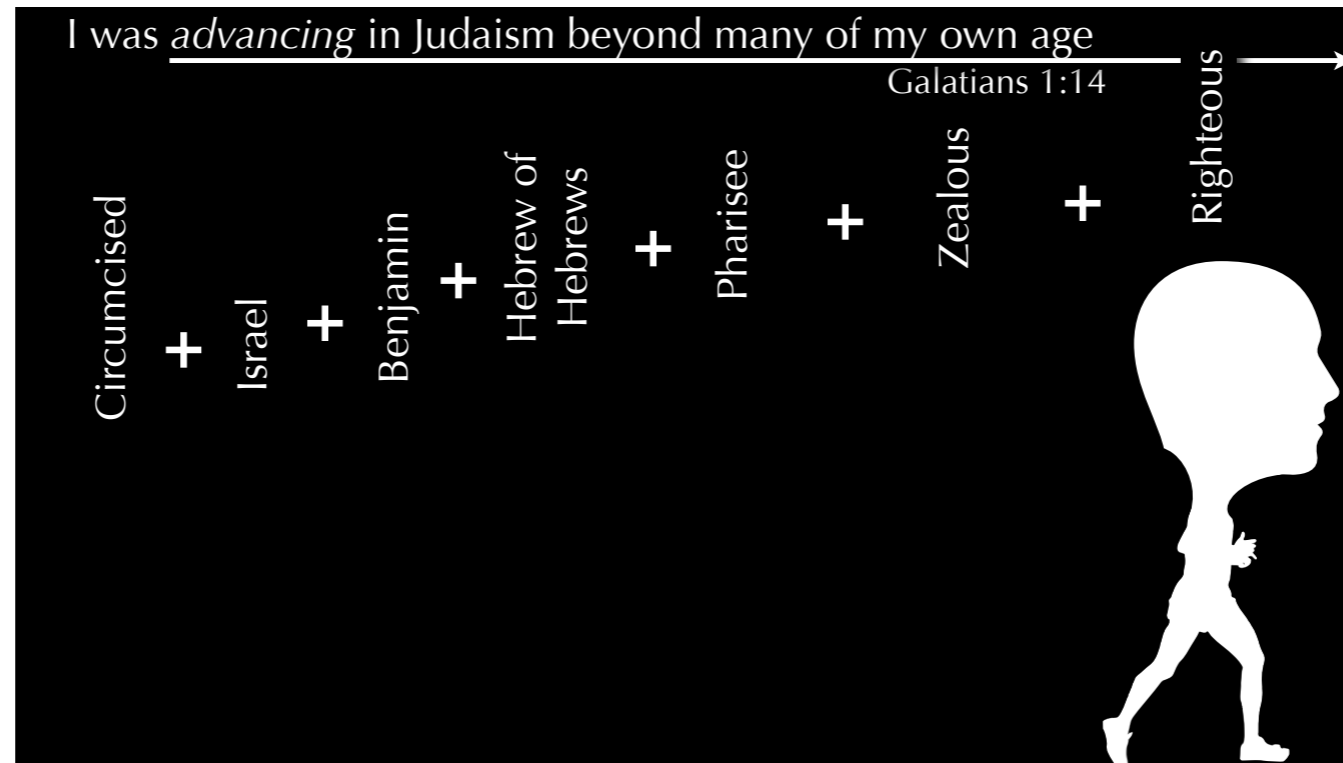 I was advancing in Judaism beyond many of my own age
Galatians 1:14
Circumcised
+
Israel
+
Benjamin
+
Hebrew of
Hebrews
+
Pharisee
+
Zealous
+
Righteous